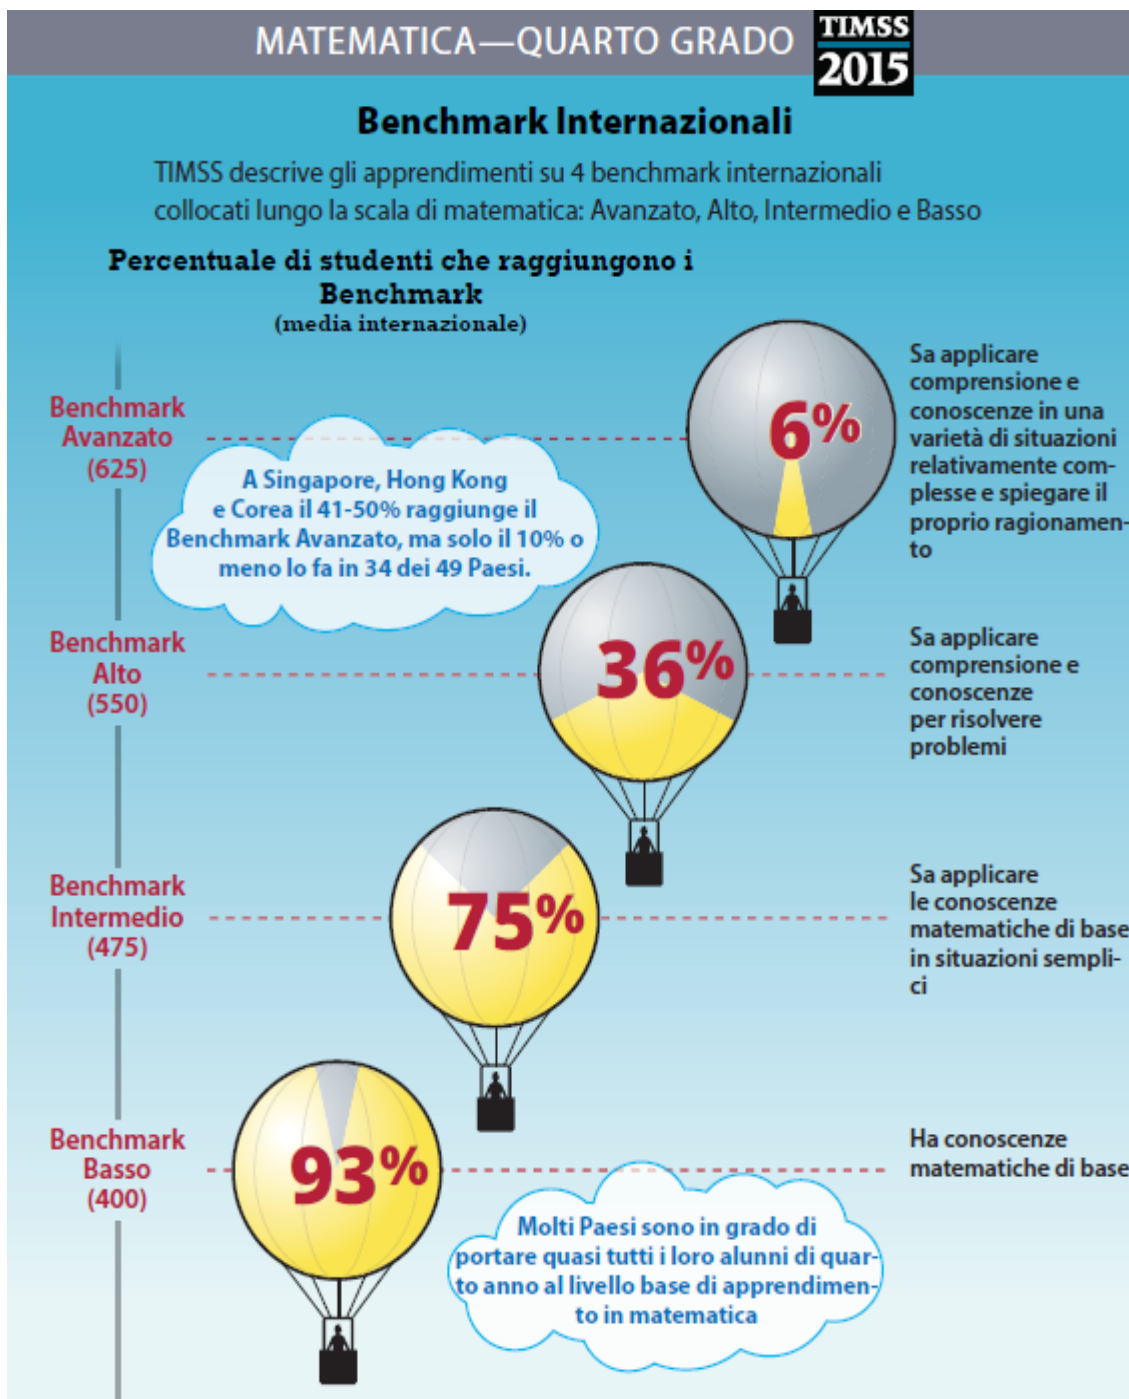 MATEMATICA—QUARTO GRADO
TIMSS
2015
Benchmark Internazionali
TIMSS descrive gli apprendimenti su 4 benchmark internazionali
collocati lungo la scala di matematica: Avanzato, Alto, Intermedio e Basso
Percentuale di studenti che raggiungono i
Benchmark
(media internazionale)
Benchmark
Avanzato
(625)
A Singapore, Hong Kong
e Corea il 41-50% raggiunge il
Benchmark Avanzato, ma solo il 10% o
meno lo fa in 34 dei 49 Paesi.
6%
Sa applicare
comprensione e
conoscenze in una
varietà di situazioni
relativamente com-
plesse e spiegare il
proprio ragionamen-
to
Benchmark
Alto
(550)
36%
Sa applicare
comprensione e
conoscenze
per risolvere
problemi
Benchmark
Intermedio
(475)
75%
Sa applicare
le conoscenze
matematiche di base
in situazioni sempli-
ci
Benchmark
Basso
(400)
93%
Ha conoscenze
matematiche di base
Molti Paesi sono in grado di
portare quasi tutti i loro alunni di quar-
to anno al livello base di apprendimen-
to in matematica